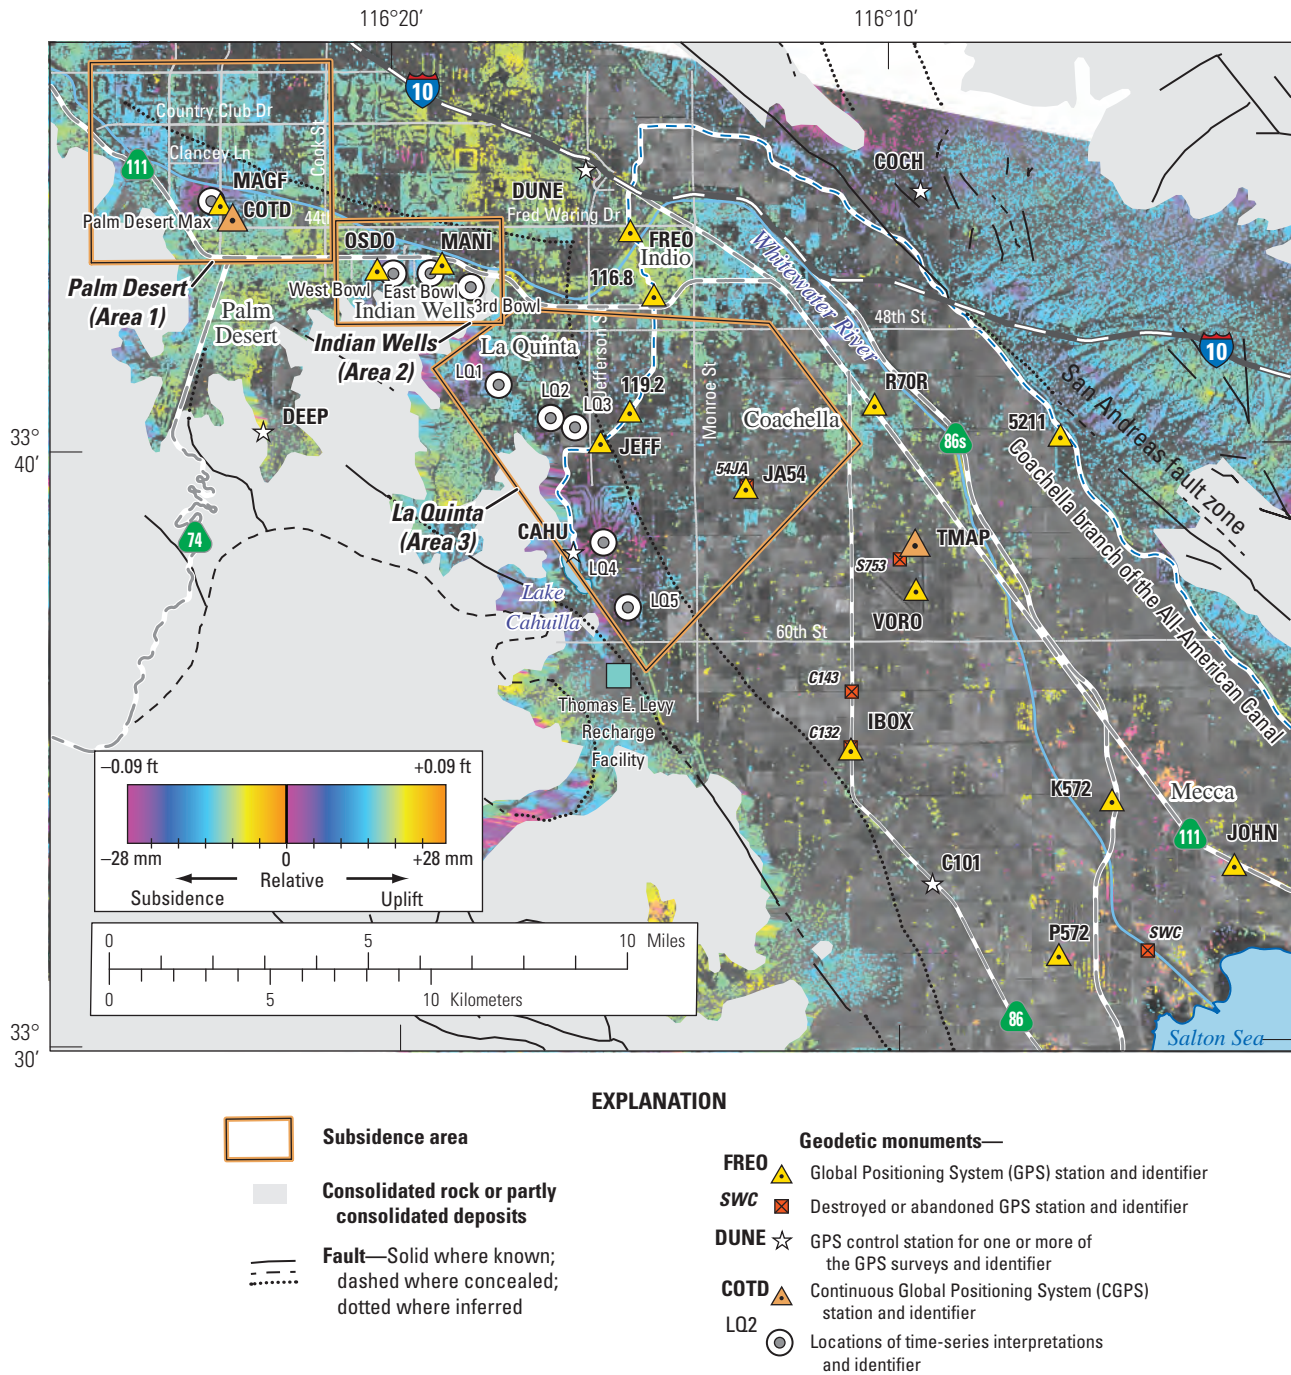 116°20'
116°10'
10
Country Club Dr
Cook St
Clancey Ln
111
MAGF
COTD
Palm Desert Max
44th
COCH
DUNE
Fred Waring Dr
FREO
Indio
Whitewater River
OSDO
MANI
116.8
West Bowl
East Bowl
3rd Bowl
Indian Wells
Palm Desert
(Area 1)
Palm
Desert
Indian Wells
(Area 2)
48th St
10
La Quinta
Jefferson St
Monroe St
LQ1
LQ2
LQ3
119.2
R70R
San Andreas fault zone
DEEP
Coachella
5211
86s
33°
40'
JEFF
54JA
JA54
Coachella branch of the All-American Canal
La Quinta
(Area 3)
74
CAHU
TMAP
S753
LQ4
LQ5
Lake
Cahuilla
VORO
60th St
C143
Thomas E. Levy
Recharge
Facility
C132
IBOX
–0.09 ft
+0.09 ft
–28 mm
0
+28 mm
Relative
Subsidence
Uplift
K572
Mecca
111
JOHN
C101
0
5
10 Miles
0
5
10 Kilometers
P572
SWC
86
33°
30'
Salton Sea
EXPLANATION
Subsidence area
Consolidated rock or partly
consolidated deposits
Fault—Solid where known;
dashed where concealed;
dotted where inferred
Geodetic monuments—
FREO Global Positioning System (GPS) station and identifier
SWC Destroyed or abandoned GPS station and identifier
DUNE GPS control station for one or more of
the GPS surveys and identifier
COTD Continuous Global Positioning System (CGPS)
station and identifier
LQ2 Locations of time-series interpretations
and identifier